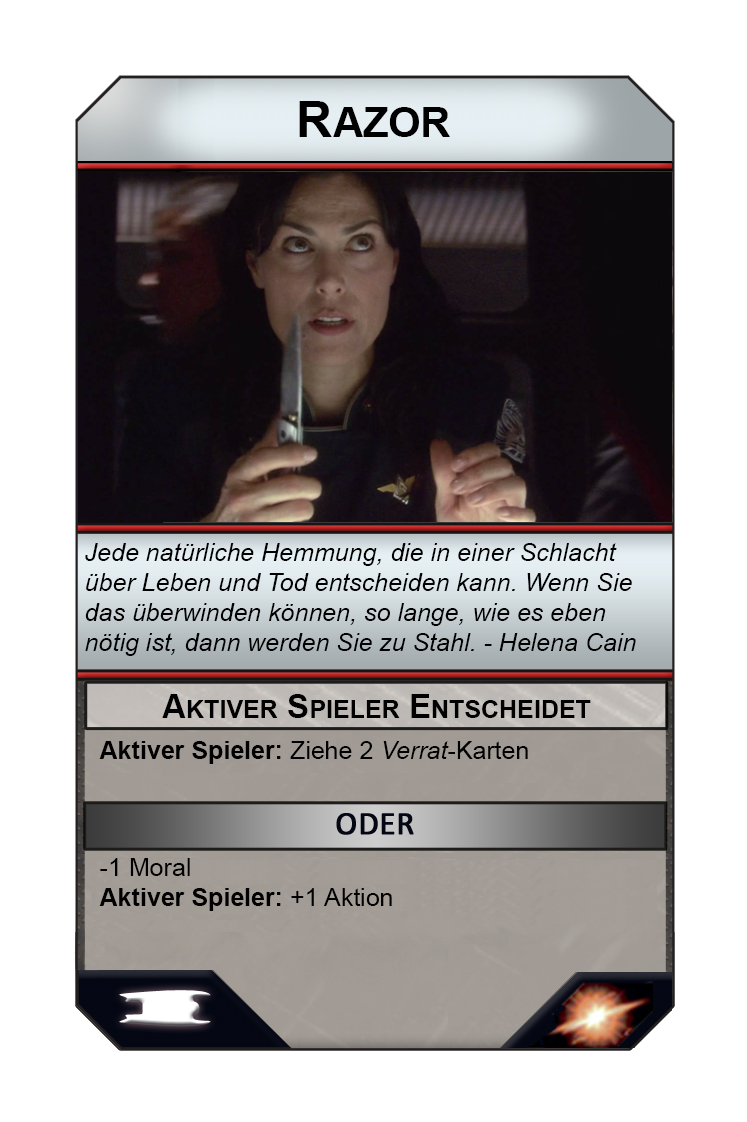 RAZOR
Jede natürliche Hemmung, die in einer Schlacht
über Leben und Tod entscheiden kann. Wenn Sie
das überwinden können, so lange, wie es eben
nötig ist, dann werden Sie zu Stahl. - Helena Cain
AKTIVER SPIELER ENTSCHEIDET
Aktiver Spieler: Ziehe 2 Verrat-Karten
ODER
-1 Moral
Aktiver Spieler: +1 Aktion